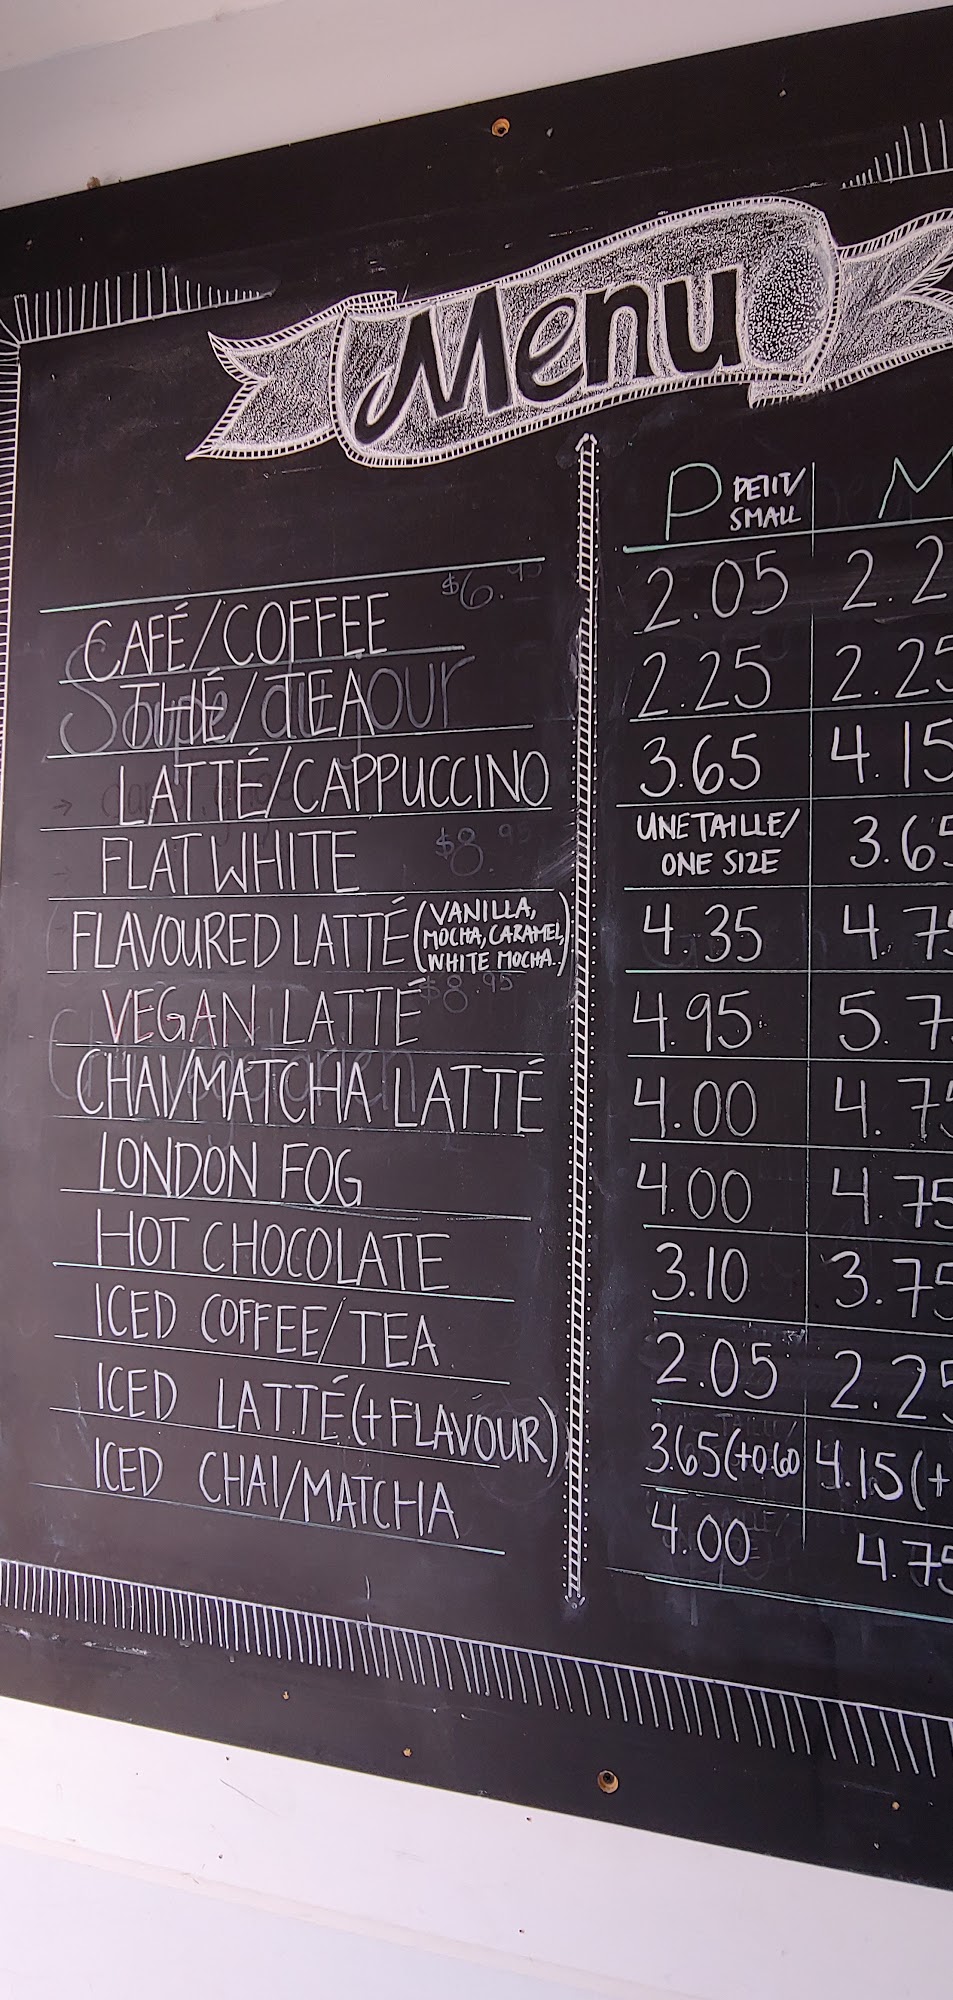 Menu
P PETIT/ SMALL M
CAFÉ/COFFEE 2.05 2.2
THÉ/TEA 2.25 2.25
LATTÉ/CAPPUCCINO 3.65 4.15
FLAT WHITE UNE TAILLE/ ONE SIZE 3.65
FLAVOURED LATTÉ (VANILLA, MOCHA, CARAMEL, WHITE MOCHA..) 4.35 4.75
VEGAN LATTÉ 4.95 5.7
CHAI/MATCHA LATTÉ 4.00 4.75
LONDON FOG 4.00 4.75
HOT CHOCOLATE 3.10 3.75
ICED COFFEE/TEA 2.05 2.25
ICED LATTÉ (+FLAVOUR) 3.65(+0.60 4.15(+
ICED CHAI/MATCHA 4.00 4.75